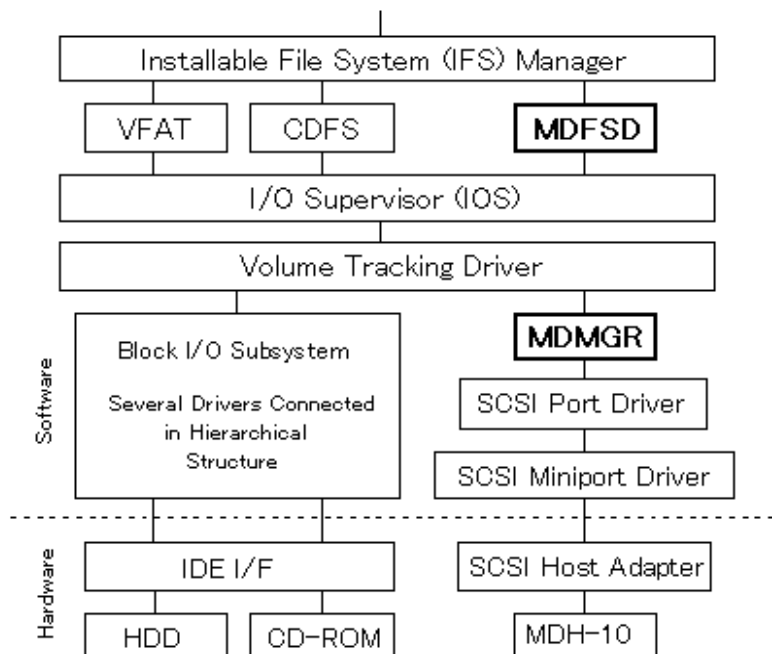 Installable File System (IFS) Manager
VFAT
CDFS
MDFSD
I/O Supervisor (IOS)
Volume Tracking Driver
Block I/O Subsystem
Several Drivers Connected
in Hierarchical
Structure
MDMGR
SCSI Port Driver
SCSI Miniport Driver
Software
Hardware
IDE I/F
SCSI Host Adapter
HDD
CD-ROM
MDH-10